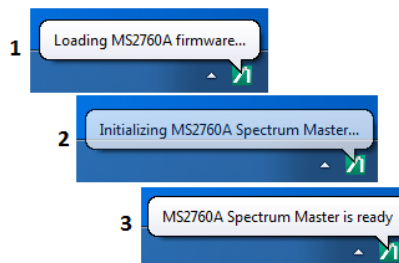 1
Loading MS2760A firmware...
2
Initializing MS2760A Spectrum Master...
3
MS2760A Spectrum Master is ready